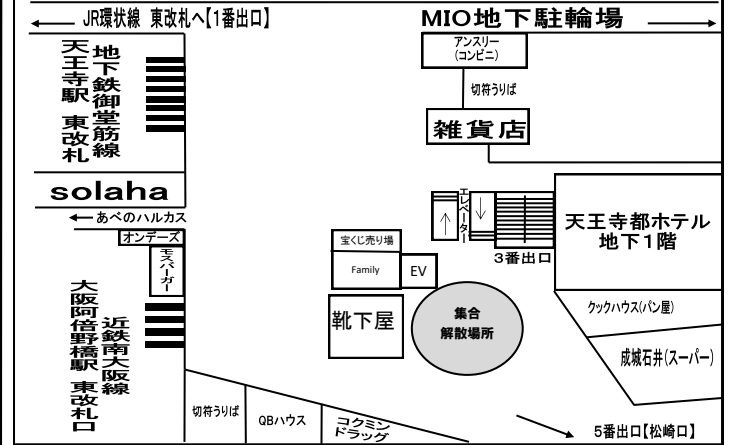 JR環状線 東改札へ【1番出口】
MIO地下駐輪場
アンスリー
(コンビニ)
切符うりば
雑貨店
地下鉄御堂筋線
天王寺駅 東改札
solaha
あべのハルカス
オンデーズ
モスバーガー
近鉄南大阪線
大阪阿倍野橋駅 東改札口
エレベーター
3番出口
天王寺都ホテル
地下1階
宝くじ売り場
Family
EV
靴下屋
集合
解散場所
クックハウス(パン屋)
成城石井(スーパー)
切符うりば
QBハウス
コクミン
ドラッグ
5番出口【松崎口】